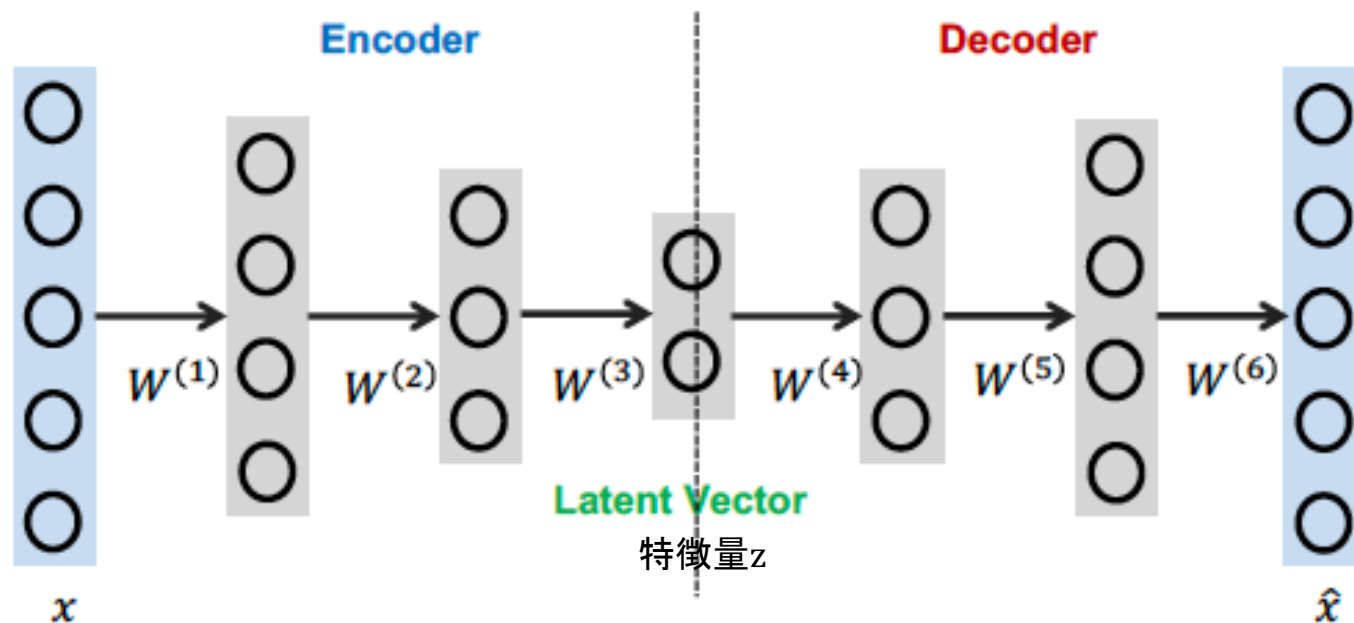 Encoder
Decoder
W⁽¹⁾
W⁽²⁾
W⁽³⁾
W⁽⁴⁾
W⁽⁵⁾
W⁽⁶⁾
Latent Vector
特徴量z
x
x̂